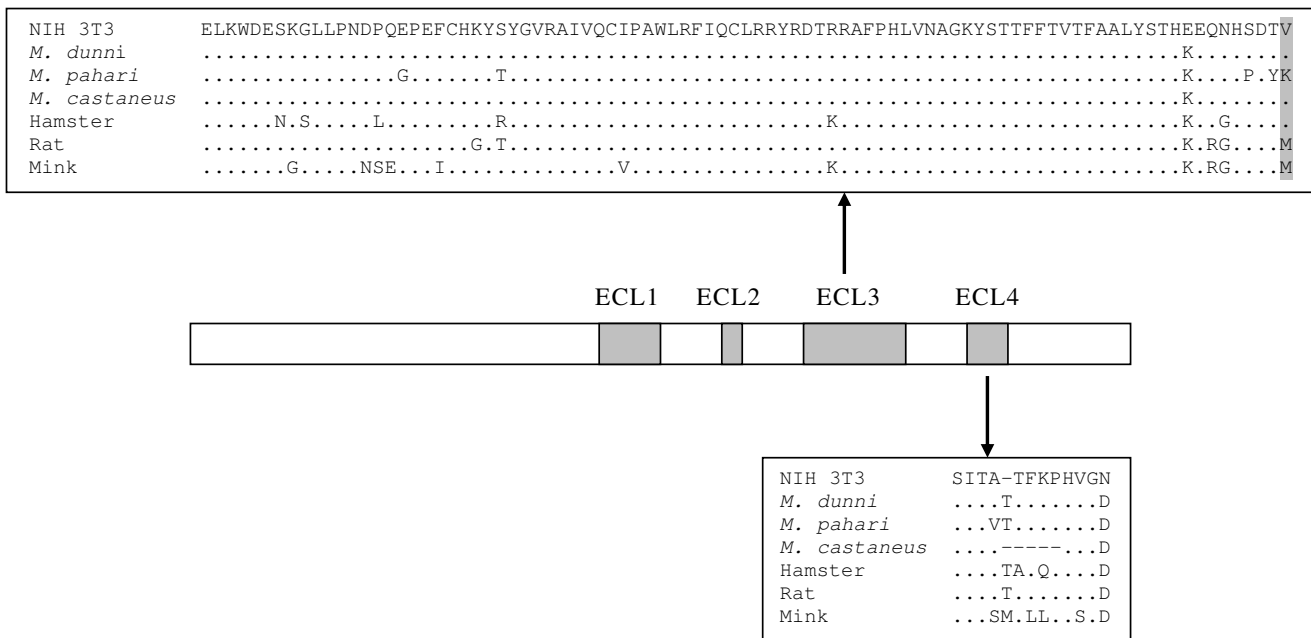 NIH 3T3 ELKWDESKGLLPNDPQEPEFCHKYSYGVRAIVQCIPAWLRFIQCLRRYRDTRRAFPHLVNAGKYSTTFFTVTFAALYSTHEEQNHSDTV
M. dunni ................................................................................K........
M. pahari ................G.......T.......................................................K....P.YK
M. castaneus ................................................................................K........
Hamster ......N.S.....L.........R..........................K............................K..G.....
Rat ......................G.T.......................................................K.RG....M
Mink .......G.....NSE...I..............V................K............................K.RG....M
ECL1 ECL2 ECL3 ECL4
NIH 3T3 SITA-TFKPHVGN
M. dunni ....T.......D
M. pahari ...VT.......D
M. castaneus ....-----...D
Hamster ....TA.Q....D
Rat ....T.......D
Mink ...SM.LL..S.D